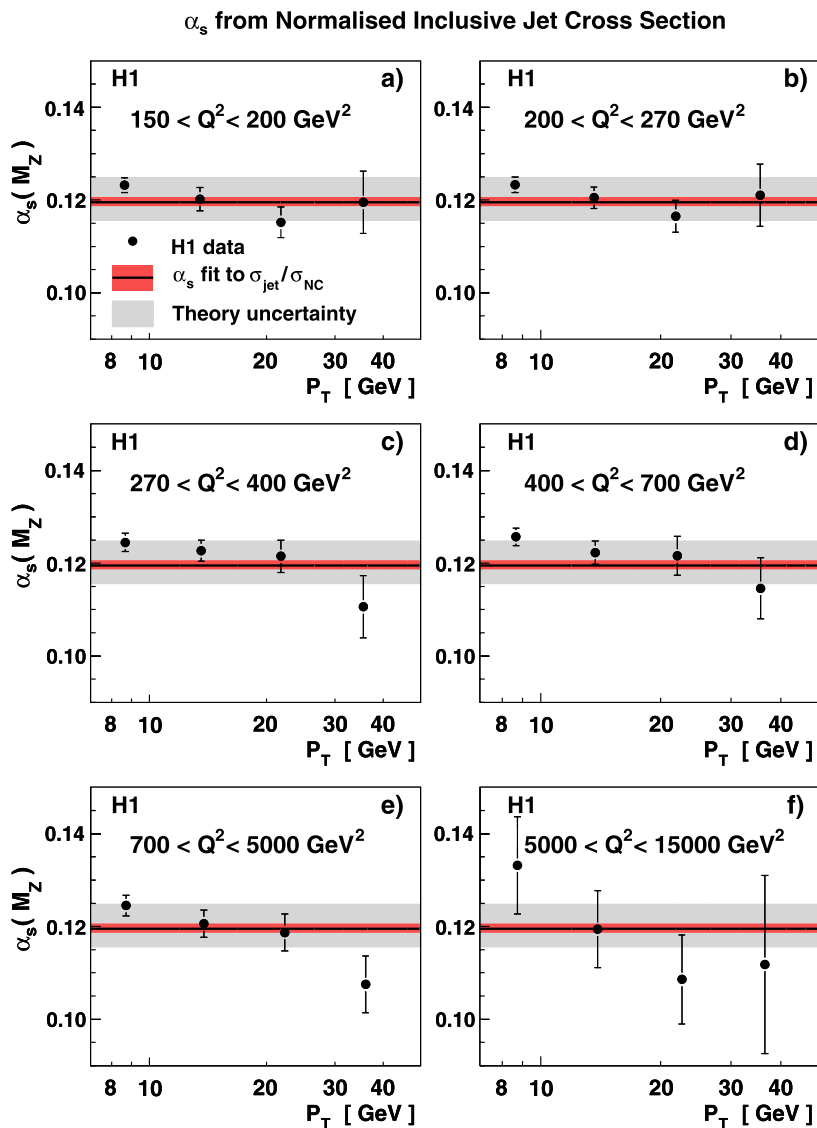 αs from Normalised Inclusive Jet Cross Section
H1 a)
150 < Q² < 200 GeV²
0.14
0.12
0.10
αs( MZ )
H1 data
αs fit to σjet/σNC
Theory uncertainty
8 10 20 30 40
PT [ GeV ]
H1 b)
200 < Q² < 270 GeV²
0.14
0.12
0.10
8 10 20 30 40
PT [ GeV ]
H1 c)
270 < Q² < 400 GeV²
0.14
0.12
0.10
αs( MZ )
8 10 20 30 40
PT [ GeV ]
H1 d)
400 < Q² < 700 GeV²
0.14
0.12
0.10
8 10 20 30 40
PT [ GeV ]
H1 e)
700 < Q² < 5000 GeV²
0.14
0.12
0.10
αs( MZ )
8 10 20 30 40
PT [ GeV ]
H1 f)
5000 < Q² < 15000 GeV²
0.14
0.12
0.10
8 10 20 30 40
PT [ GeV ]